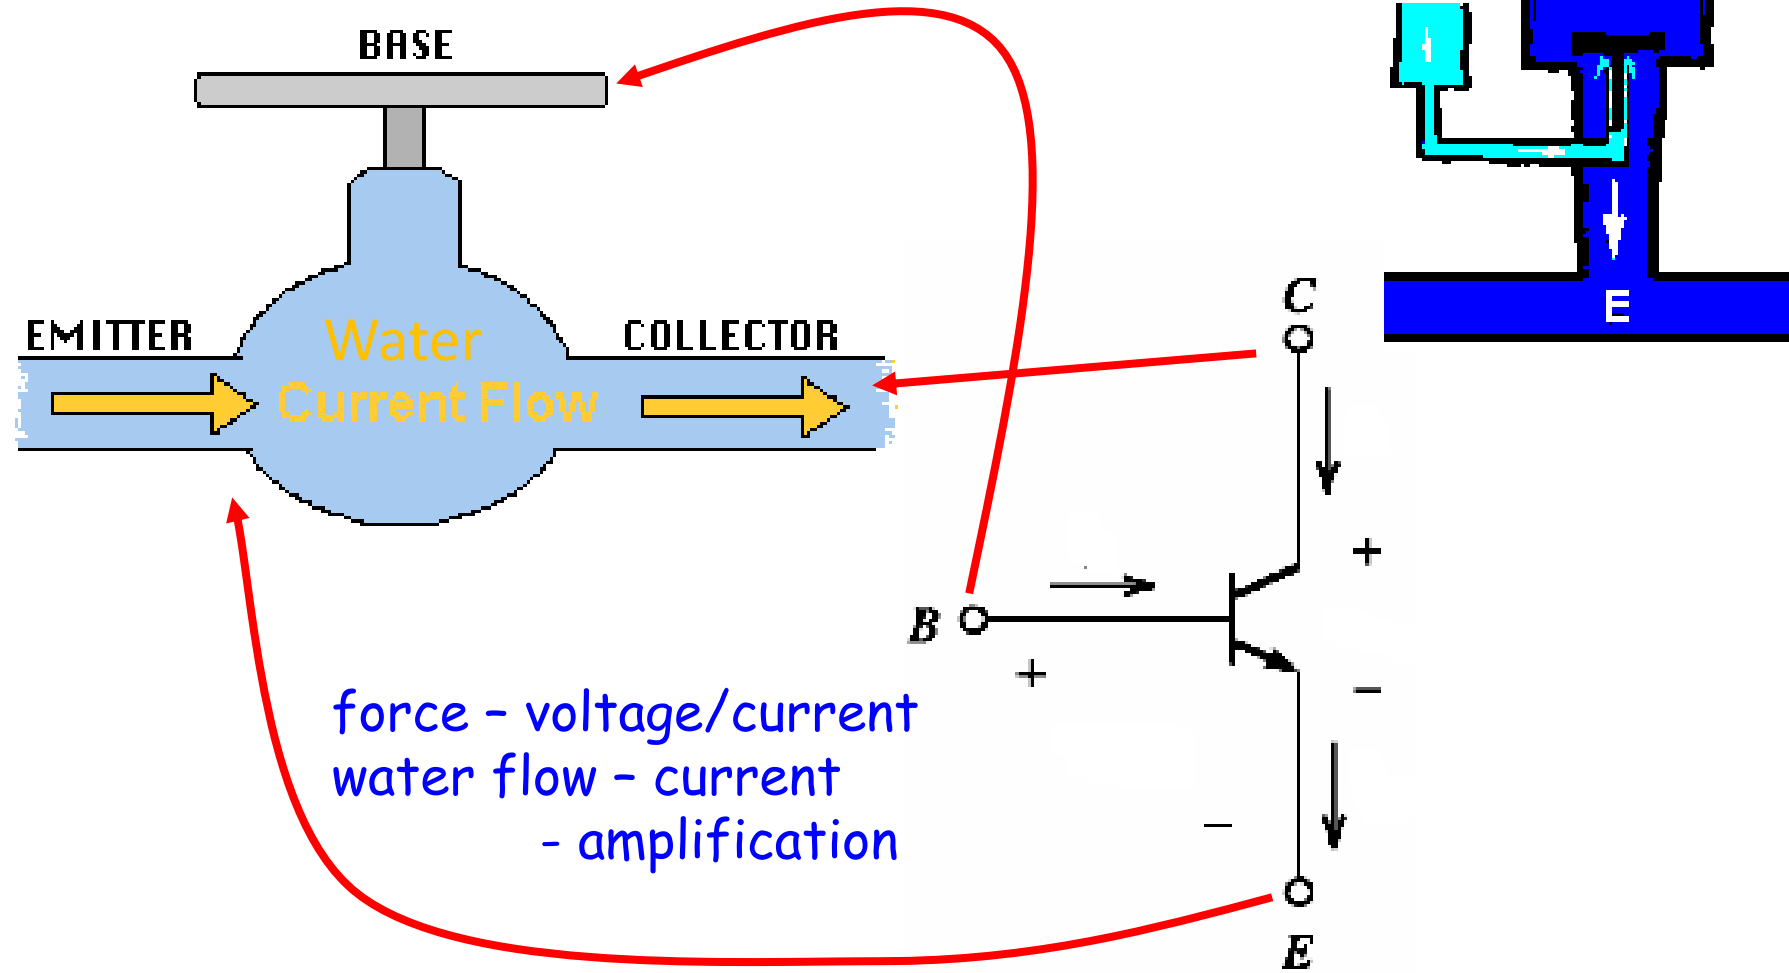 BASE
EMITTER
COLLECTOR
Water
Current Flow
E
C
B
+
+
–
–
E
force – voltage/current
water flow – current
- amplification